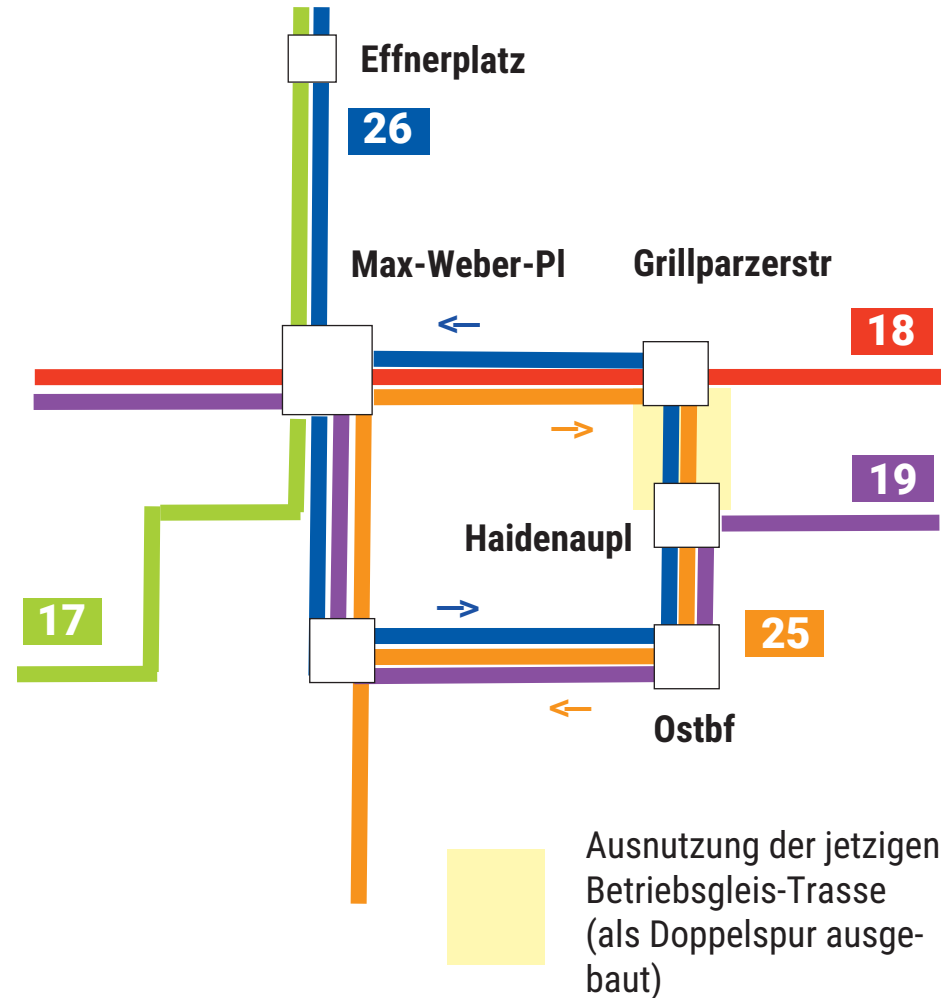 Effnerplatz
26
Max-Weber-Pl
Grillparzerstr
18
19
Haidenaupl
17
25
Ostbf
Ausnutzung der jetzigen
Betriebsgleis-Trasse
(als Doppelspur ausge-
baut)